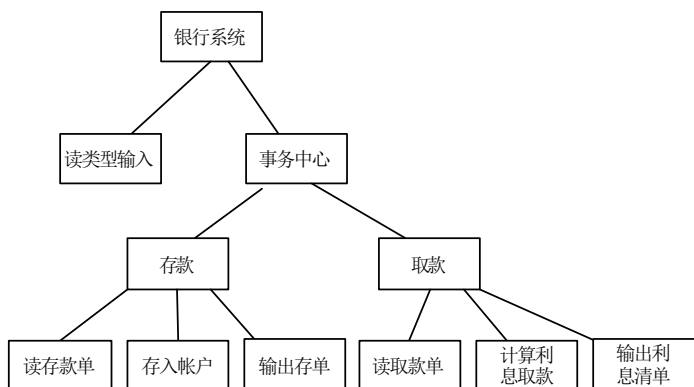 银行系统
读类型输入
事务中心
存款
取款
读存款单
存入帐户
输出存单
读取款单
计算利
息取款
输出利
息清单